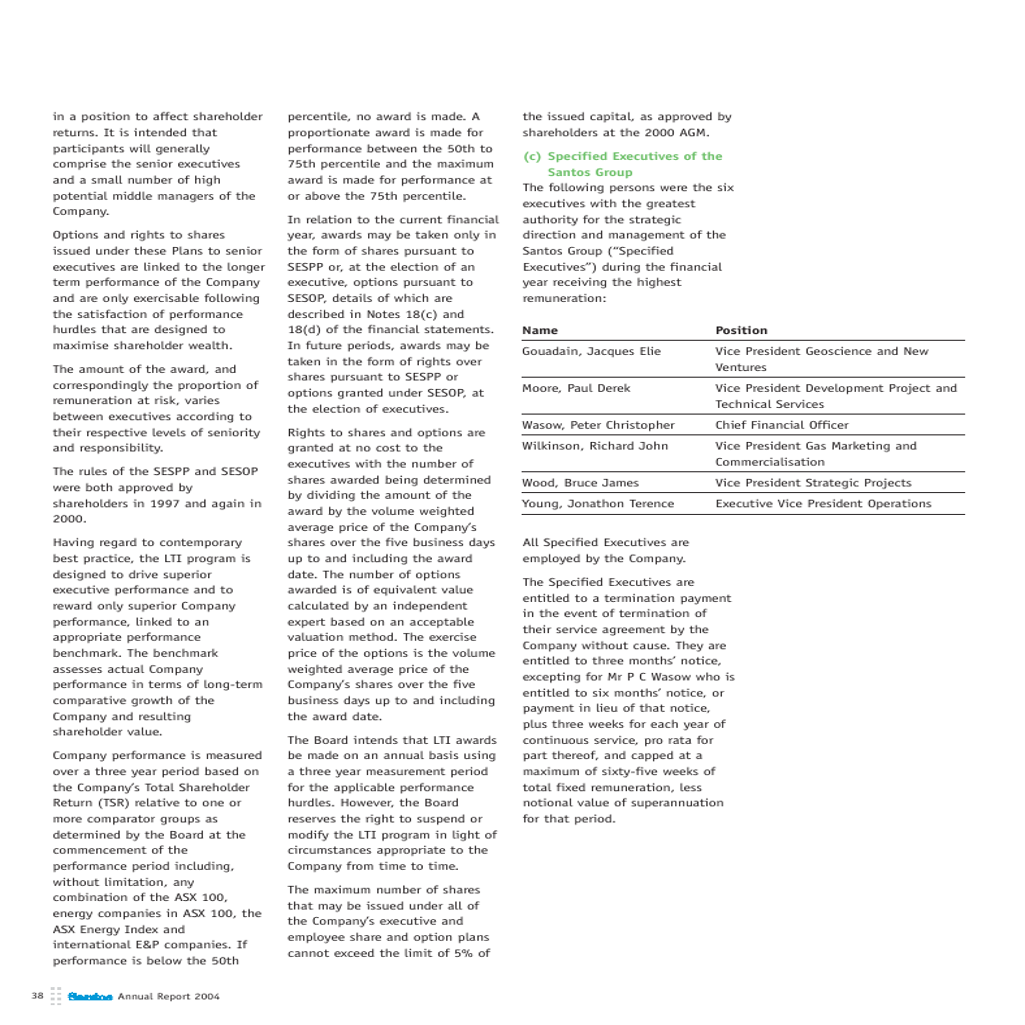 in a position to affect shareholder
returns. It is intended that
participants will generally
comprise the senior executives
and a small number of high
potential middle managers of the
Company.
Options and rights to shares
issued under these Plans to senior
executives are linked to the longer
term performance of the Company
and are only exercisable following
the satisfaction of performance
hurdles that are designed to
maximise shareholder wealth.
The amount of the award, and
correspondingly the proportion of
remuneration at risk, varies
between executives according to
their respective levels of seniority
and responsibility.
The rules of the SESPP and SESOP
were both approved by
shareholders in 1997 and again in
2000.
Having regard to contemporary
best practice, the LTI program is
designed to drive superior
executive performance and to
reward only superior Company
performance, linked to an
appropriate performance
benchmark. The benchmark
assesses actual Company
performance in terms of long-term
comparative growth of the
Company and resulting
shareholder value.
Company performance is measured
over a three year period based on
the Company's Total Shareholder
Return (TSR) relative to one or
more comparator groups as
determined by the Board at the
commencement of the
performance period including,
without limitation, any
combination of the ASX 100,
energy companies in ASX 100, the
ASX Energy Index and
international E&P companies. If
performance is below the 50th
percentile, no award is made. A
proportionate award is made for
performance between the 50th to
75th percentile and the maximum
award is made for performance at
or above the 75th percentile.
In relation to the current financial
year, awards may be taken only in
the form of shares pursuant to
SESPP or, at the election of an
executive, options pursuant to
SESOP, details of which are
described in Notes 18(c) and
18(d) of the financial statements.
In future periods, awards may be
taken in the form of rights over
shares pursuant to SESPP or
options granted under SESOP, at
the election of executives.
Rights to shares and options are
granted at no cost to the
executives with the number of
shares awarded being determined
by dividing the amount of the
award by the volume weighted
average price of the Company's
shares over the five business days
up to and including the award
date. The number of options
awarded is of equivalent value
calculated by an independent
expert based on an acceptable
valuation method. The exercise
price of the options is the volume
weighted average price of the
Company's shares over the five
business days up to and including
the award date.
The Board intends that LTI awards
be made on an annual basis using
a three year measurement period
for the applicable performance
hurdles. However, the Board
reserves the right to suspend or
modify the LTI program in light of
circumstances appropriate to the
Company from time to time.
The maximum number of shares
that may be issued under all of
the Company's executive and
employee share and option plans
cannot exceed the limit of 5% of
the issued capital, as approved by
shareholders at the 2000 AGM.
(c) Specified Executives of the
Santos Group
The following persons were the six
executives with the greatest
authority for the strategic
direction and management of the
Santos Group ("Specified
Executives") during the financial
year receiving the highest
remuneration:
Name Position
Gouadain, Jacques Elie Vice President Geoscience and New
Ventures
Moore, Paul Derek Vice President Development Project and
Technical Services
Wasow, Peter Christopher Chief Financial Officer
Wilkinson, Richard John Vice President Gas Marketing and
Commercialisation
Wood, Bruce James Vice President Strategic Projects
Young, Jonathon Terence Executive Vice President Operations
All Specified Executives are
employed by the Company.
The Specified Executives are
entitled to a termination payment
in the event of termination of
their service agreement by the
Company without cause. They are
entitled to three months' notice,
excepting for Mr P C Wasow who is
entitled to six months' notice, or
payment in lieu of that notice,
plus three weeks for each year of
continuous service, pro rata for
part thereof, and capped at a
maximum of sixty-five weeks of
total fixed remuneration, less
notional value of superannuation
for that period.
38 Santos Annual Report 2004